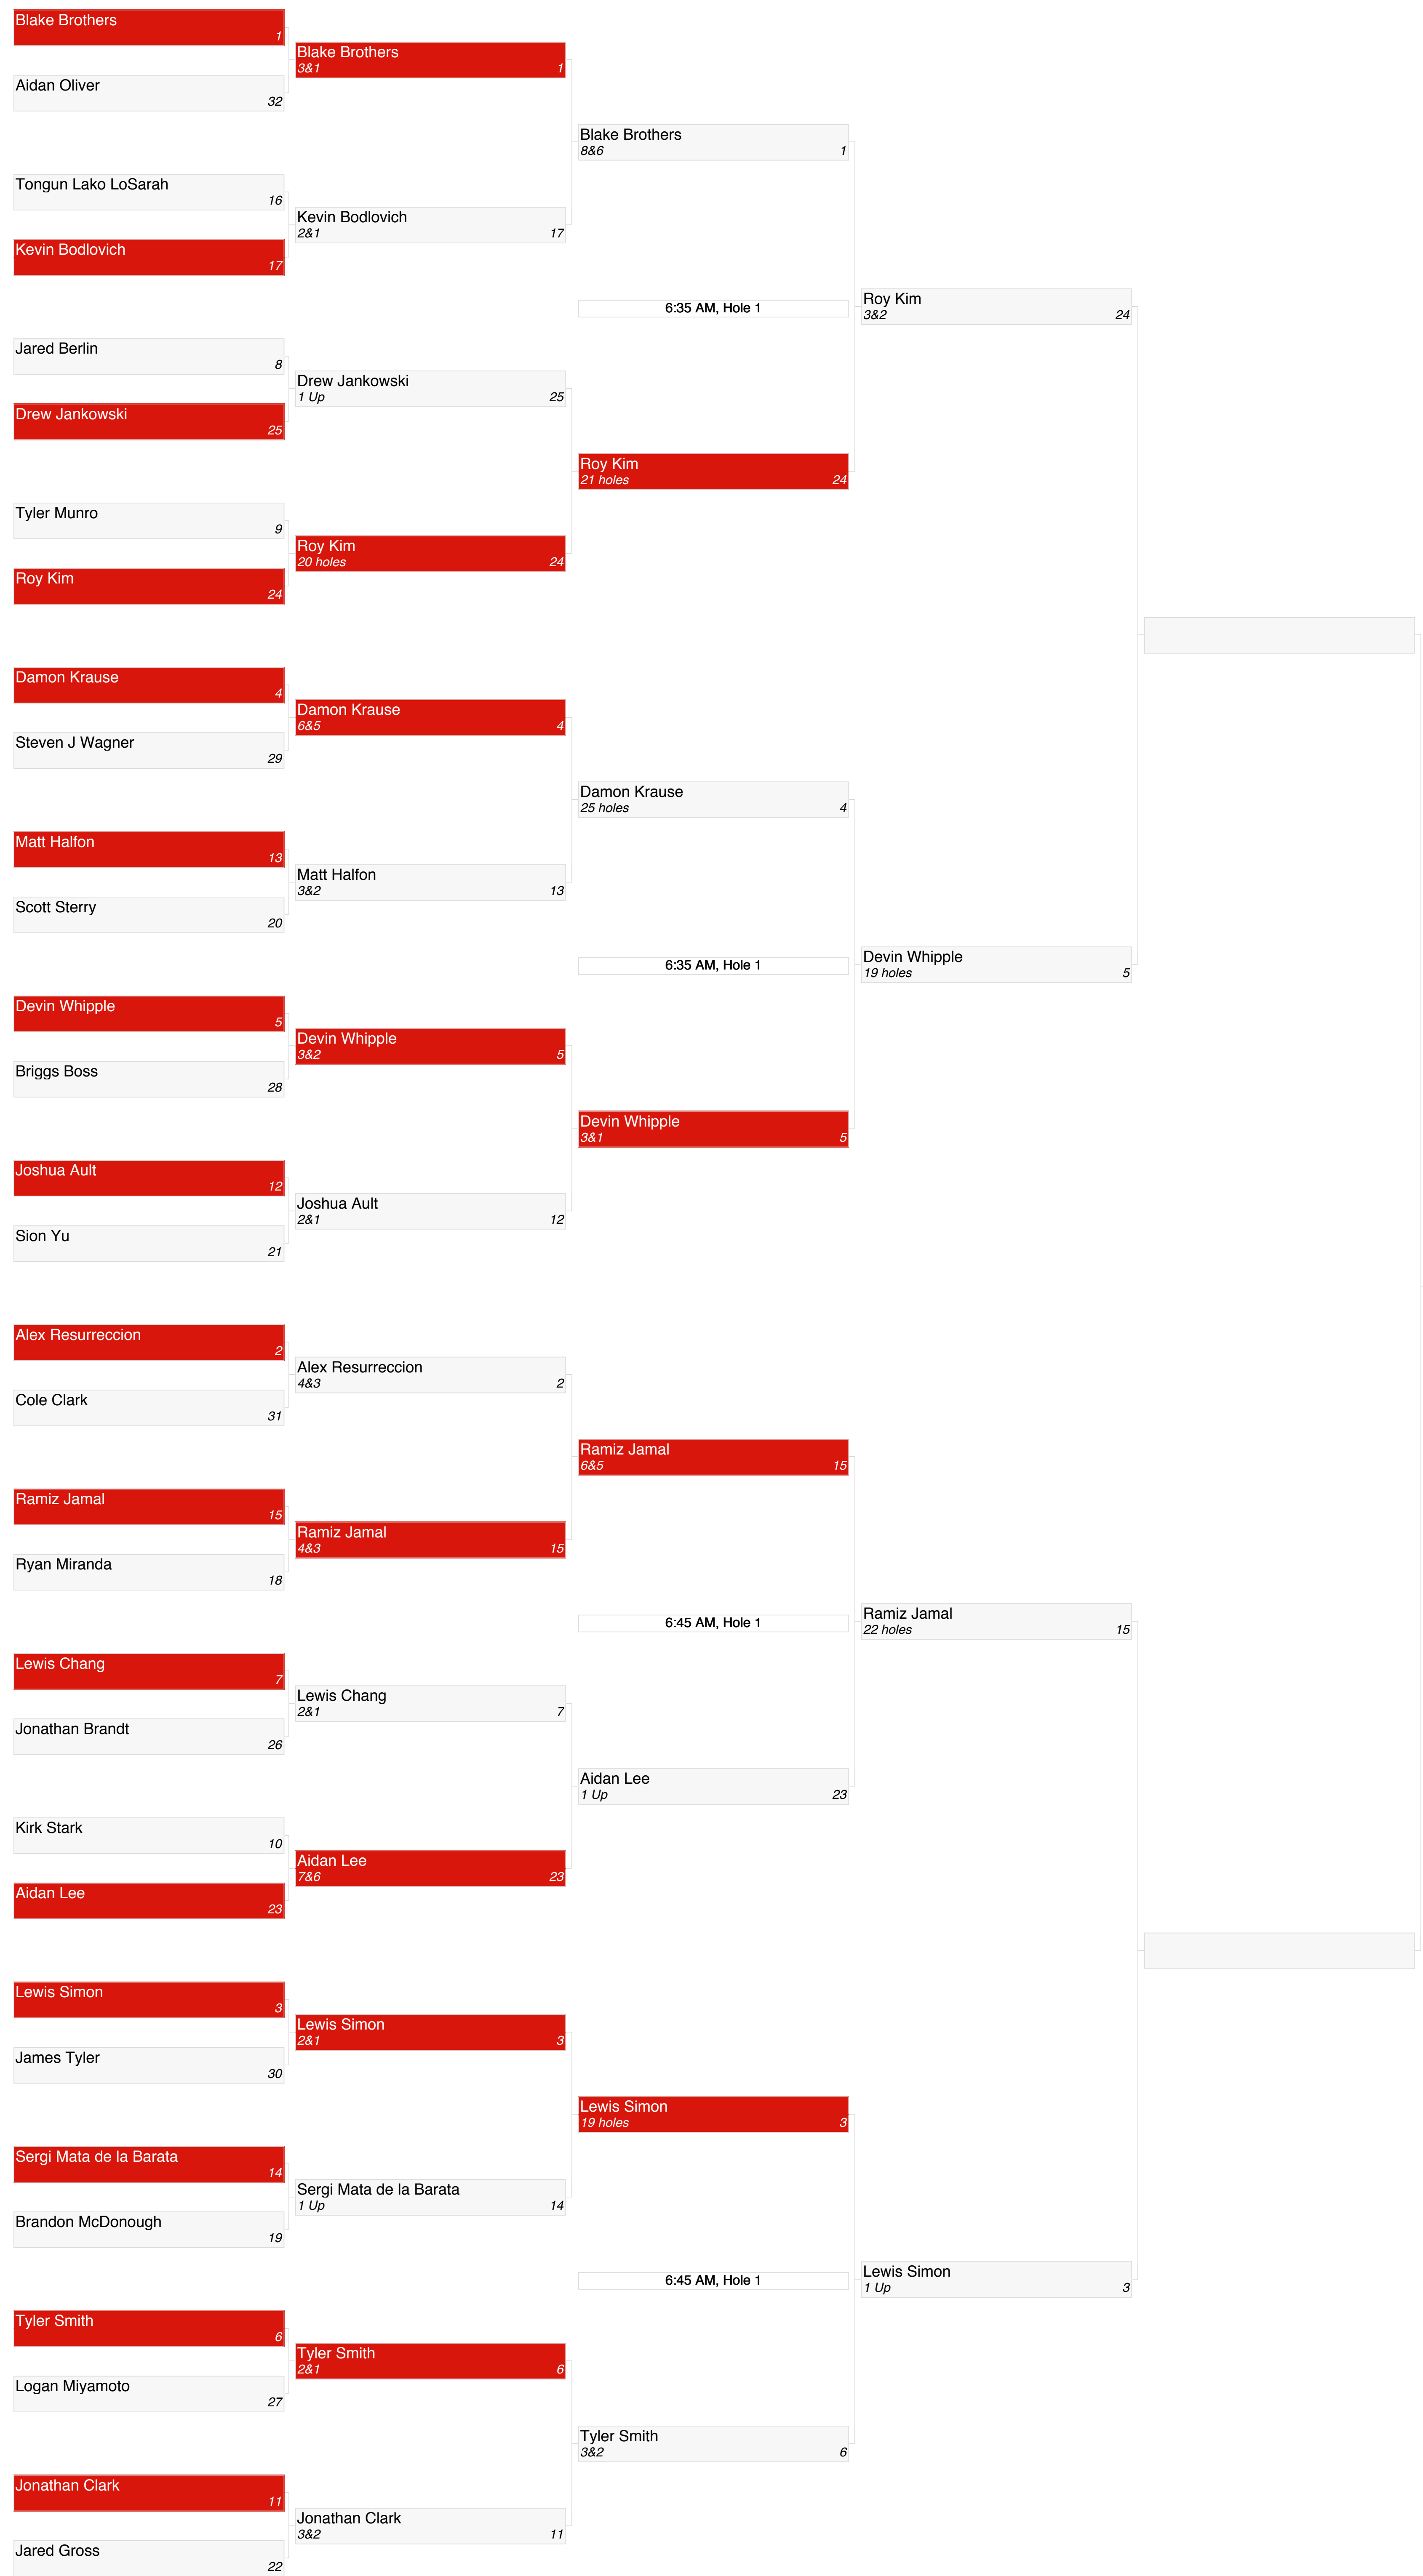 Blake Brothers
1
Aidan Oliver
32
Tongun Lako LoSarah
16
Kevin Bodlovich
17
Jared Berlin
8
Drew Jankowski
25
Tyler Munro
9
Roy Kim
24
Damon Krause
4
Steven J Wagner
29
Matt Halfon
13
Scott Sterry
20
Devin Whipple
5
Briggs Boss
28
Joshua Ault
12
Sion Yu
21
Alex Resurreccion
2
Cole Clark
31
Ramiz Jamal
15
Ryan Miranda
18
Lewis Chang
7
Jonathan Brandt
26
Kirk Stark
10
Aidan Lee
23
Lewis Simon
3
James Tyler
30
Sergi Mata de la Barata
14
Brandon McDonough
19
Tyler Smith
6
Logan Miyamoto
27
Jonathan Clark
11
Jared Gross
22
Blake Brothers
3&1 1
Kevin Bodlovich
2&1 17
Drew Jankowski
1 Up 25
Roy Kim
20 holes 24
Damon Krause
6&5 4
Matt Halfon
3&2 13
Devin Whipple
3&2 5
Joshua Ault
2&1 12
Alex Resurreccion
4&3 2
Ramiz Jamal
4&3 15
Lewis Chang
2&1 7
Aidan Lee
7&6 23
Lewis Simon
2&1 3
Sergi Mata de la Barata
1 Up 14
Tyler Smith
2&1 6
Jonathan Clark
3&2 11
Blake Brothers
8&6 1
6:35 AM, Hole 1
Roy Kim
21 holes 24
Damon Krause
25 holes 4
6:35 AM, Hole 1
Devin Whipple
3&1 5
Ramiz Jamal
6&5 15
6:45 AM, Hole 1
Aidan Lee
1 Up 23
Lewis Simon
19 holes 3
6:45 AM, Hole 1
Tyler Smith
3&2 6
Roy Kim
3&2 24
Devin Whipple
19 holes 5
Ramiz Jamal
22 holes 15
Lewis Simon
1 Up 3